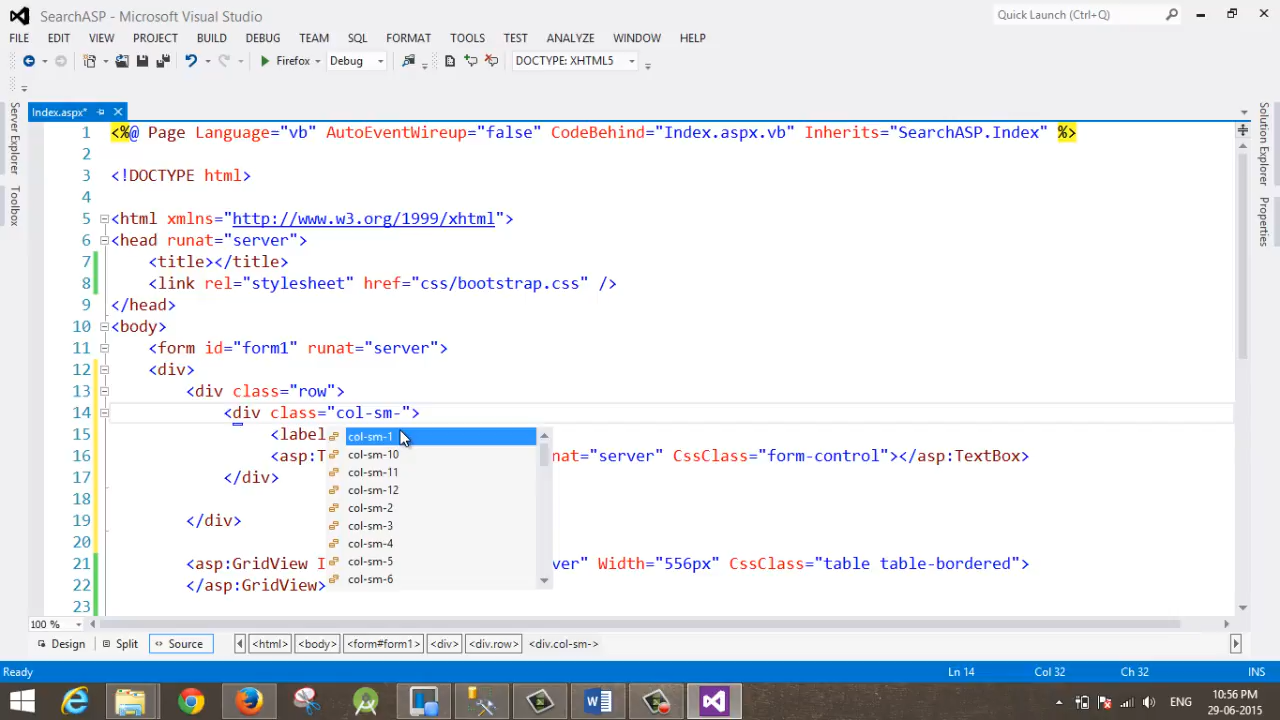 SearchASP - Microsoft Visual Studio
Quick Launch (Ctrl+Q)
FILE EDIT VIEW PROJECT BUILD DEBUG TEAM SQL FORMAT TOOLS TEST ANALYZE WINDOW HELP
Firefox Debug DOCTYPE: XHTML5
Server Explorer
Toolbox
Solution Explorer
Properties
Index.aspx*
1 <%@ Page Language="vb" AutoEventWireup="false" CodeBehind="Index.aspx.vb" Inherits="SearchASP.Index" %>
2
3 <!DOCTYPE html>
4
5 <html xmlns="http://www.w3.org/1999/xhtml">
6 <head runat="server">
7 <title></title>
8 <link rel="stylesheet" href="css/bootstrap.css" />
9 </head>
10 <body>
11 <form id="form1" runat="server">
12 <div>
13 <div class="row">
14 <div class="col-sm-">
15 <label
16 <asp:T nat="server" CssClass="form-control"></asp:TextBox>
17 </div>
18
19 </div>
20
21 <asp:GridView I ver" Width="556px" CssClass="table table-bordered">
22 </asp:GridView>
23
col-sm-1
col-sm-10
col-sm-11
col-sm-12
col-sm-2
col-sm-3
col-sm-4
col-sm-5
col-sm-6
100 %
Design Split Source <html> <body> <form#form1> <div> <div.row> <div.col-sm->
Ready Ln 14 Col 32 Ch 32 INS
ENG 10:56 PM
29-06-2015